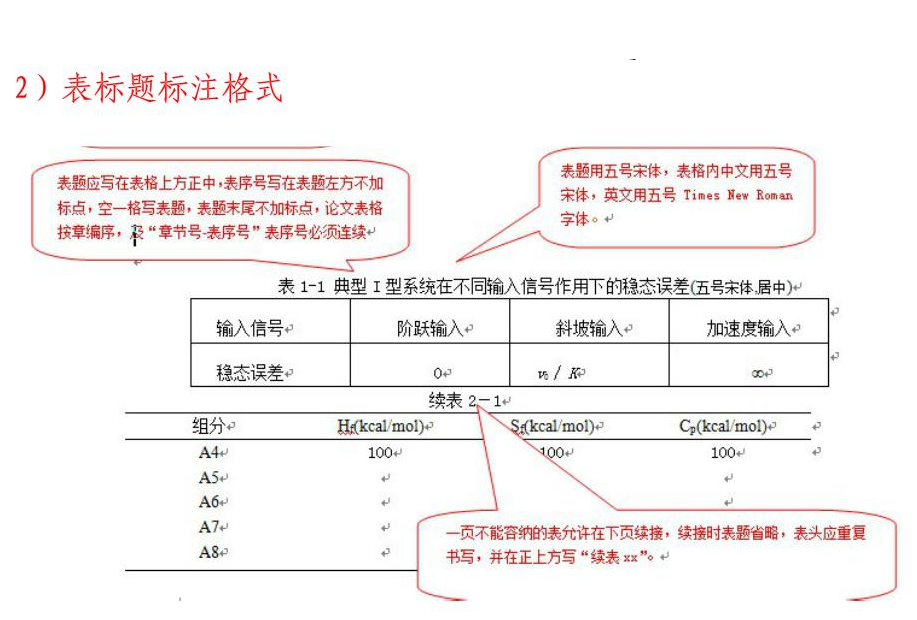 2）表标题标注格式
表题应写在表格上方正中，表序号写在表题左方不加
标点，空一格写表题，表题末尾不加标点，论文表格
按章编序，及“章节号-表序号”表序号必须连续
表题用五号宋体，表格内中文用五号
宋体，英文用五号 Times New Roman
字体。
表 1-1 典型 I 型系统在不同输入信号作用下的稳态误差(五号宋体,居中)
输入信号 阶跃输入 斜坡输入 加速度输入
稳态误差 0 v₀ / K ∞
续表 2－1
组分 Hf(kcal/mol) Sf(kcal/mol) Cp(kcal/mol)
A4 100 100 100
A5
A6
A7
A8
一页不能容纳的表允许在下页续接，续接时表题省略，表头应重复
书写，并在正上方写“续表 xx”。